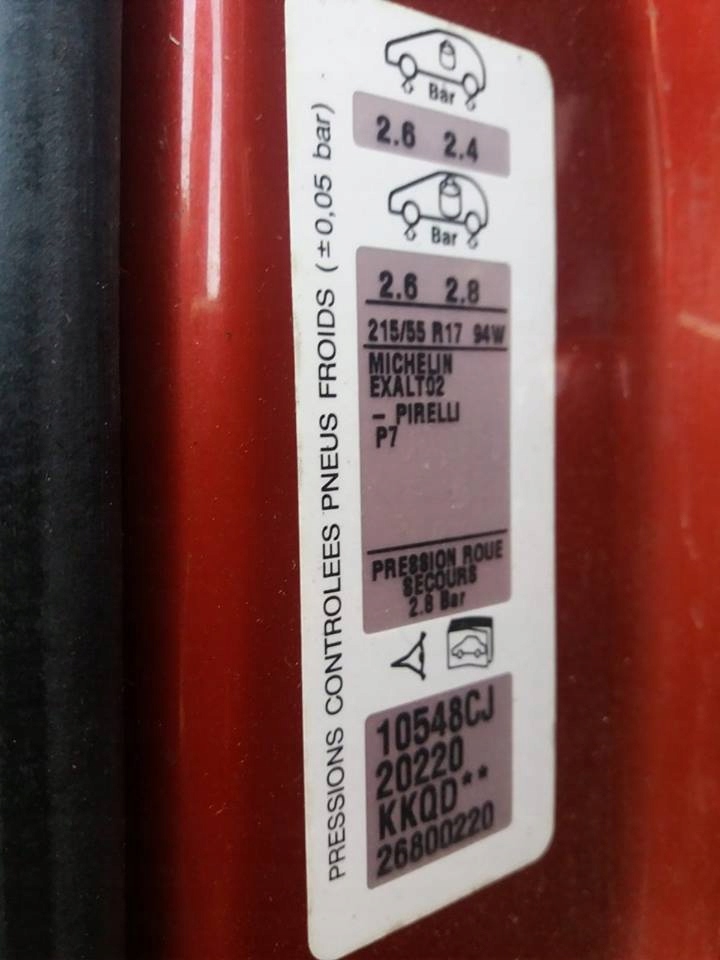 PRESSIONS CONTROLEES PNEUS FROIDS (±0,05 bar)
Bar
2.6 2.4
Bar
2.6 2.8
215/55 R17 94W
MICHELIN
EXALTO2
- PIRELLI
P7
PRESSION ROUE
SECOURS
2.8 Bar
10548CJ
20220
KKQD**
26800220